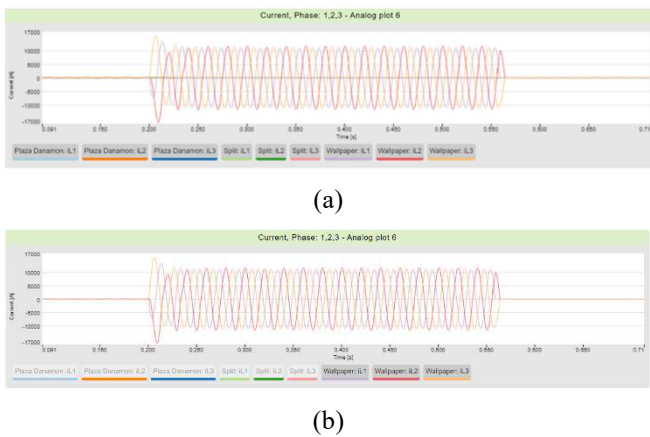 Current, Phase: 1,2,3 - Analog plot 6
17000
10000
5000
0
-5000
-10000
-17000
Current [A]
0.091 0.150 0.200 0.250 0.300 0.350 0.400 0.450 0.500 0.550 0.600 0.650 0.71
Time [s]
Plaza Danamon: iL1 Plaza Danamon: iL2 Plaza Danamon: iL3 Split: iL1 Split: iL2 Split: iL3 Wallpaper: iL1 Wallpaper: iL2 Wallpaper: iL3
(a)
Current, Phase: 1,2,3 - Analog plot 6
17000
10000
5000
0
-5000
-10000
-17000
Current [A]
0.091 0.150 0.200 0.250 0.300 0.350 0.400 0.450 0.500 0.550 0.600 0.650 0.71
Time [s]
Plaza Danamon: iL1 Plaza Danamon: iL2 Plaza Danamon: iL3 Split: iL1 Split: iL2 Split: iL3 Wallpaper: iL1 Wallpaper: iL2 Wallpaper: iL3
(b)